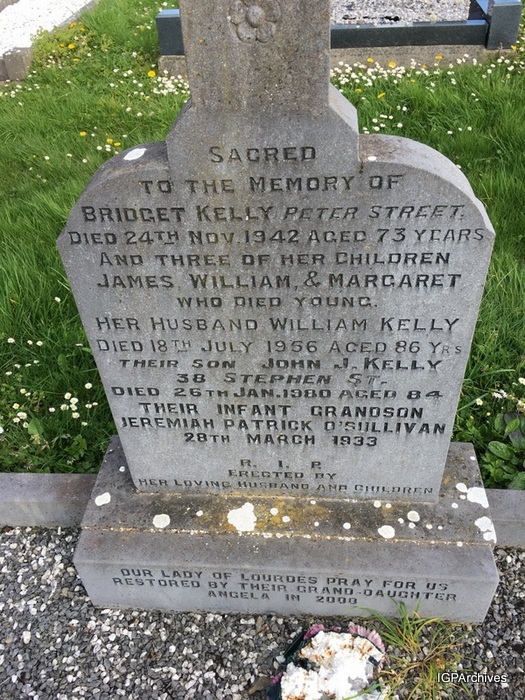 SACRED
TO THE MEMORY OF
BRIDGET KELLY PETER STREET.
DIED 24TH NOV. 1942 AGED 73 YEARS
AND THREE OF HER CHILDREN
JAMES, WILLIAM, & MARGARET
WHO DIED YOUNG.
HER HUSBAND WILLIAM KELLY
DIED 18TH JULY 1956 AGED 86 YRS
THEIR SON JOHN J. KELLY
38 STEPHEN ST.
DIED 26TH JAN. 1980 AGED 84
THEIR INFANT GRANDSON
JEREMIAH PATRICK O'SULLIVAN
28TH MARCH 1933
R. I. P.
ERECTED BY
HER LOVING HUSBAND AND CHILDREN
OUR LADY OF LOURDES PRAY FOR US
RESTORED BY THEIR GRAND-DAUGHTER
ANGELA IN 2000
IGPArchives